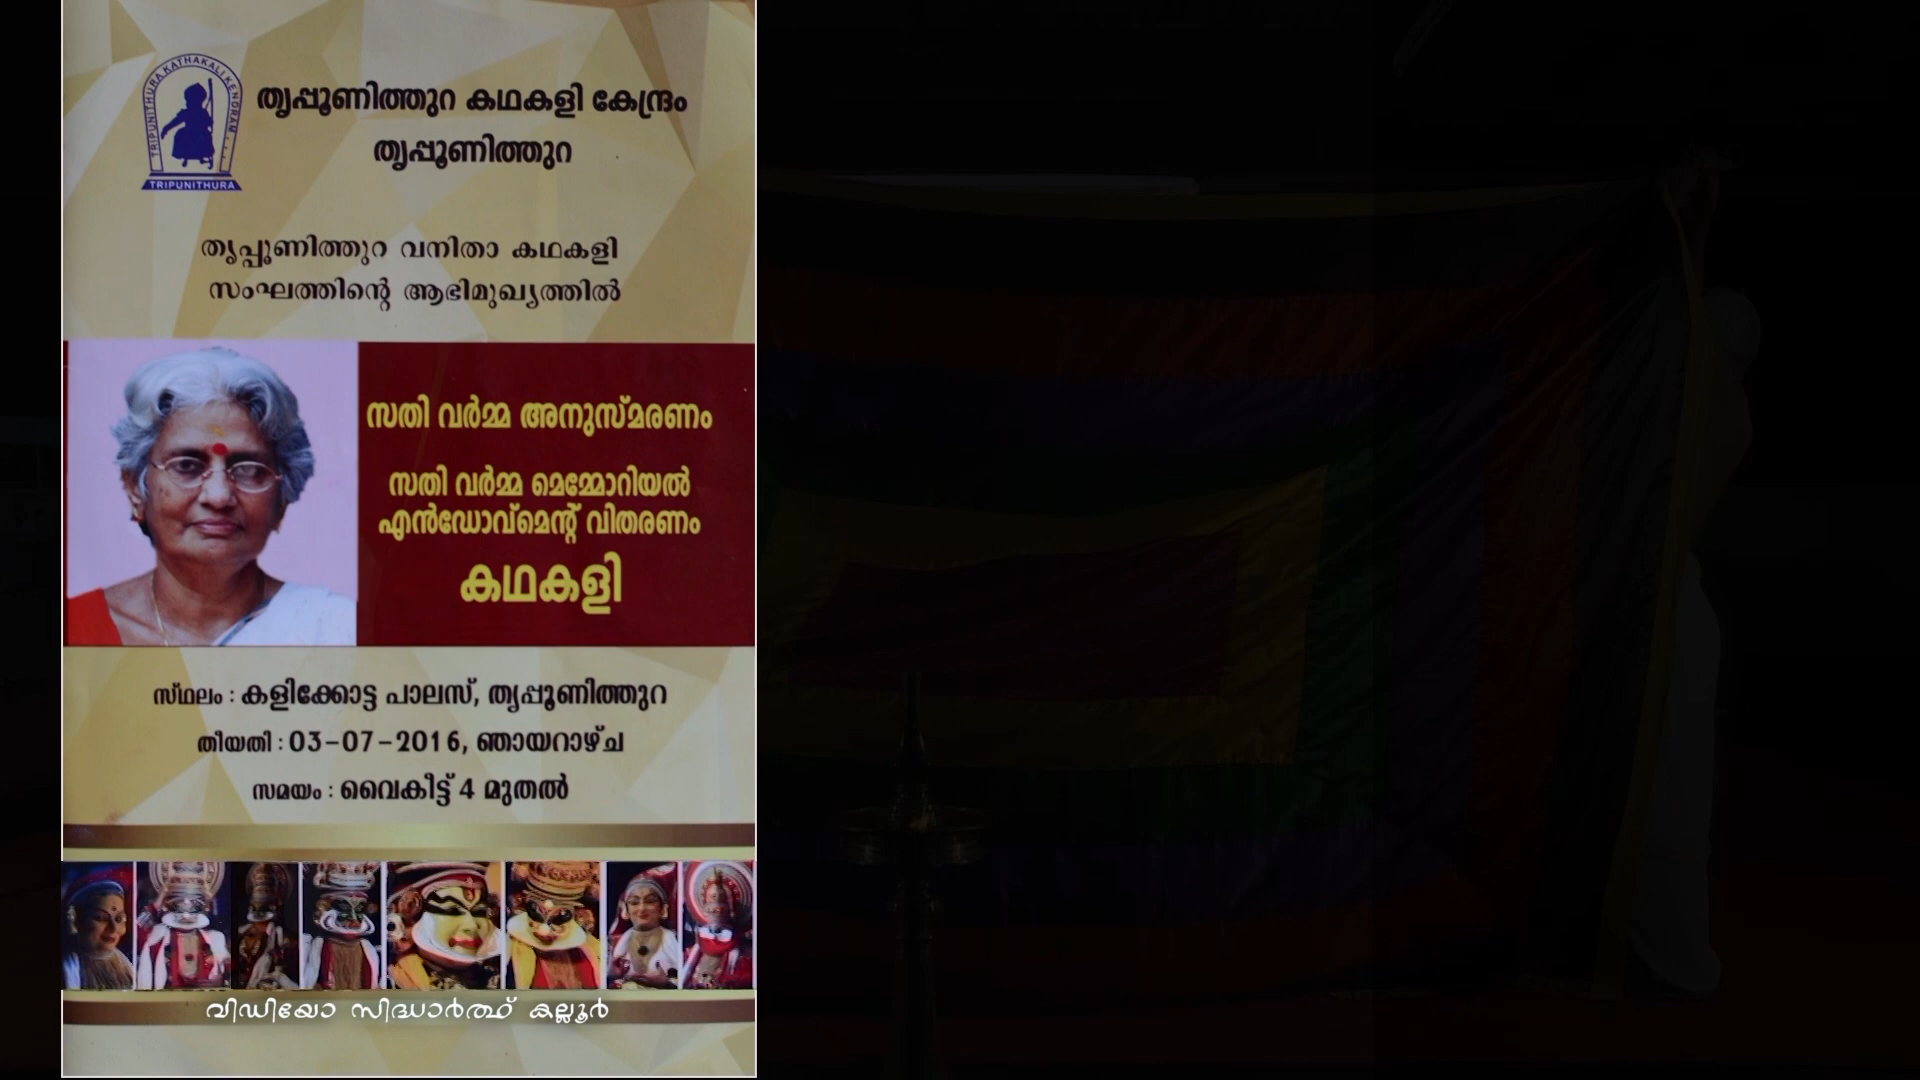 TRIPUNITHURA KATHAKALI KENDRAM
TRIPUNITHURA
തൃപ്പൂണിത്തുറ കഥകളി കേന്ദ്രം
തൃപ്പൂണിത്തുറ
തൃപ്പൂണിത്തുറ വനിതാ കഥകളി
സംഘത്തിന്റെ ആഭിമുഖ്യത്തിൽ
സതി വർമ്മ അനുസ്മരണം
സതി വർമ്മ മെമ്മോറിയൽ
എൻഡോവ്മെന്റ് വിതരണം
കഥകളി
സ്ഥലം : കളിക്കോട്ട പാലസ്, തൃപ്പൂണിത്തുറ
തീയതി : 03-07-2016, ഞായറാഴ്ച
സമയം : വൈകീട്ട് 4 മുതൽ
വിഡിയോ സിദ്ധാർത്ഥ് കല്ലൂർ